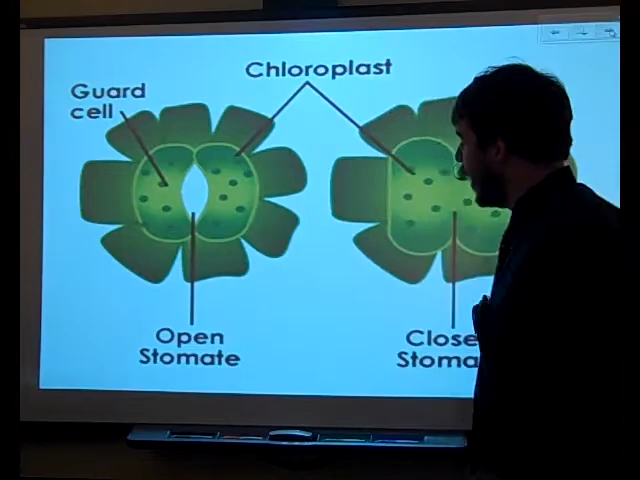 Chloroplast
Guard
cell
Open
Stomate
Close
Stoma